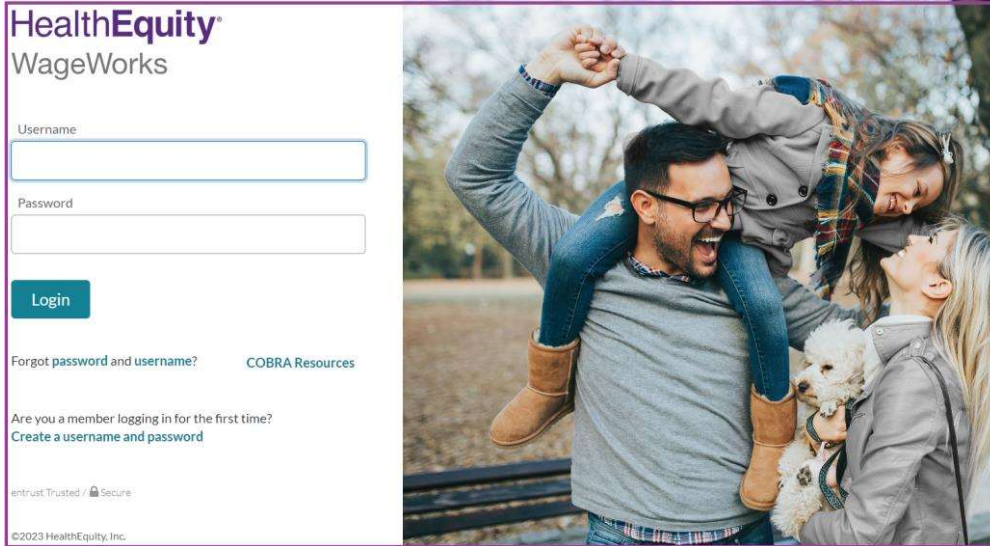 HealthEquity
WageWorks
Username
Password
Login
Forgot password and username? COBRA Resources
Are you a member logging in for the first time?
Create a username and password
entrust Trusted / Secure
©2023 HealthEquity, Inc.